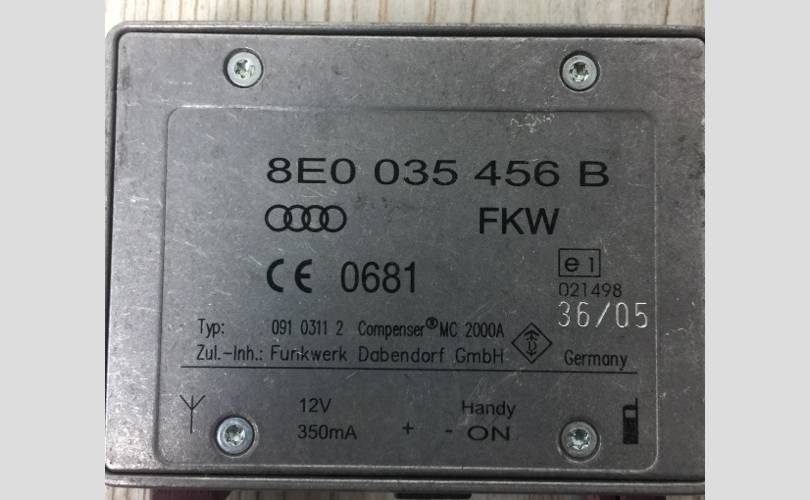 8E0 035 456 B
FKW
CE 0681
e1
021498
36/05
Typ: 091 0311 2 Compenser® MC 2000A
Zul.-Inh.: Funkwerk Dabendorf GmbH Germany
12V Handy
350mA + - ON